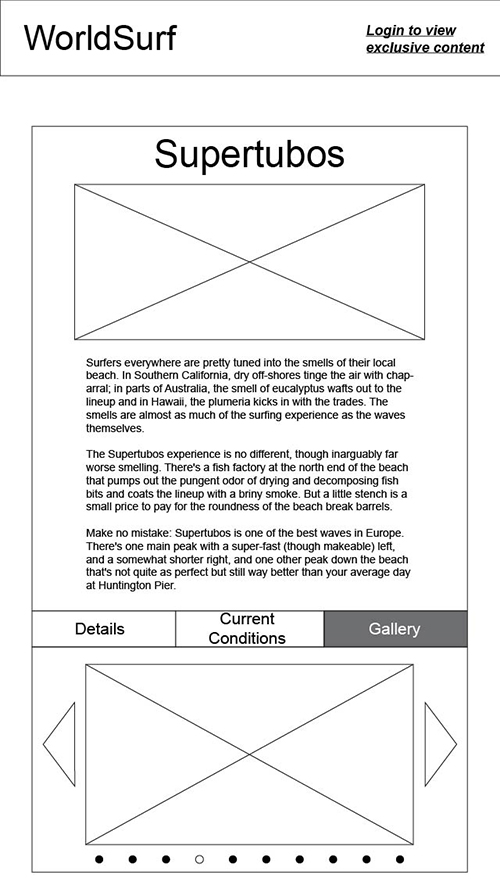 WorldSurf
Login to view
exclusive content
Supertubos
Surfers everywhere are pretty tuned into the smells of their local
beach. In Southern California, dry off-shores tinge the air with chap-
arral; in parts of Australia, the smell of eucalyptus wafts out to the
lineup and in Hawaii, the plumeria kicks in with the trades. The
smells are almost as much of the surfing experience as the waves
themselves.
The Supertubos experience is no different, though inarguably far
worse smelling. There's a fish factory at the north end of the beach
that pumps out the pungent odor of drying and decomposing fish
bits and coats the lineup with a briny smoke. But a little stench is a
small price to pay for the roundness of the beach break barrels.
Make no mistake: Supertubos is one of the best waves in Europe.
There's one main peak with a super-fast (though makeable) left,
and a somewhat shorter right, and one other peak down the beach
that's not quite as perfect but still way better than your average day
at Huntington Pier.
Details
Current
Conditions
Gallery